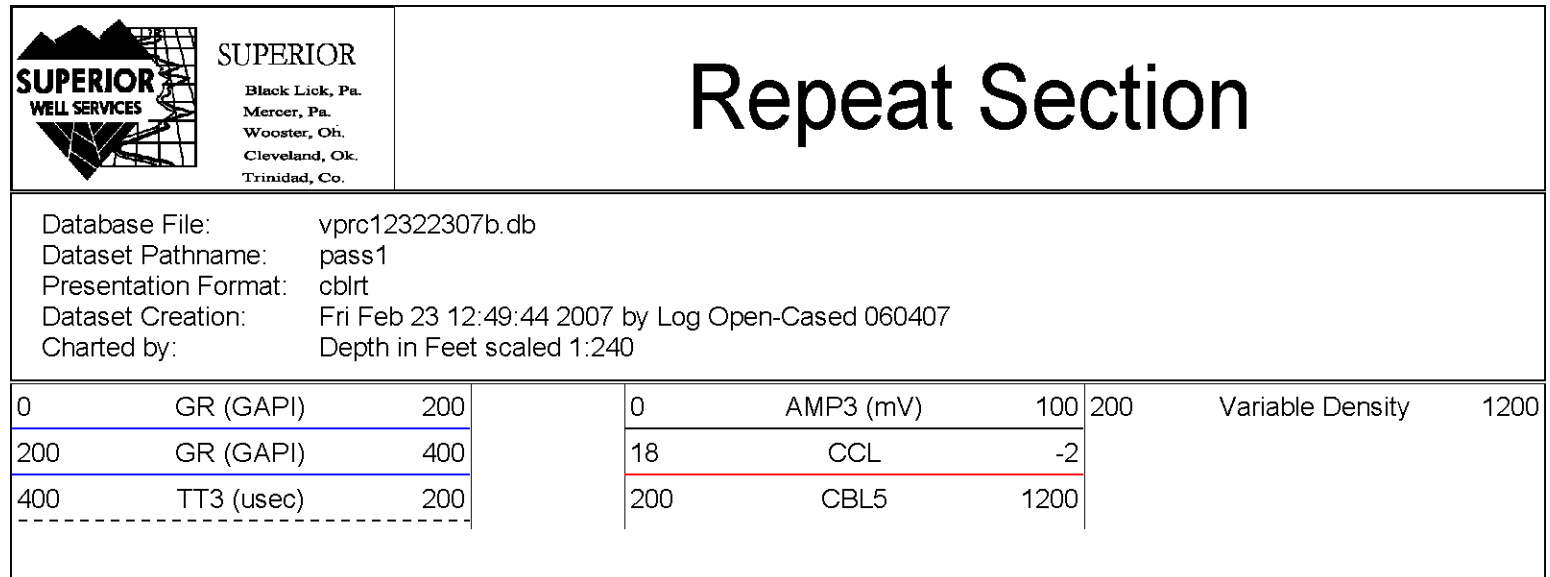 SUPERIOR
WELL SERVICES
SUPERIOR
Black Lick, Pa.
Mercer, Pa.
Wooster, Oh.
Cleveland, Ok.
Trinidad, Co.
Repeat Section
Database File: vprc12322307b.db
Dataset Pathname: pass1
Presentation Format: cblrt
Dataset Creation: Fri Feb 23 12:49:44 2007 by Log Open-Cased 060407
Charted by: Depth in Feet scaled 1:240
0 GR (GAPI) 200 0 AMP3 (mV) 100 200 Variable Density 1200
200 GR (GAPI) 400 18 CCL -2
400 TT3 (usec) 200 200 CBL5 1200